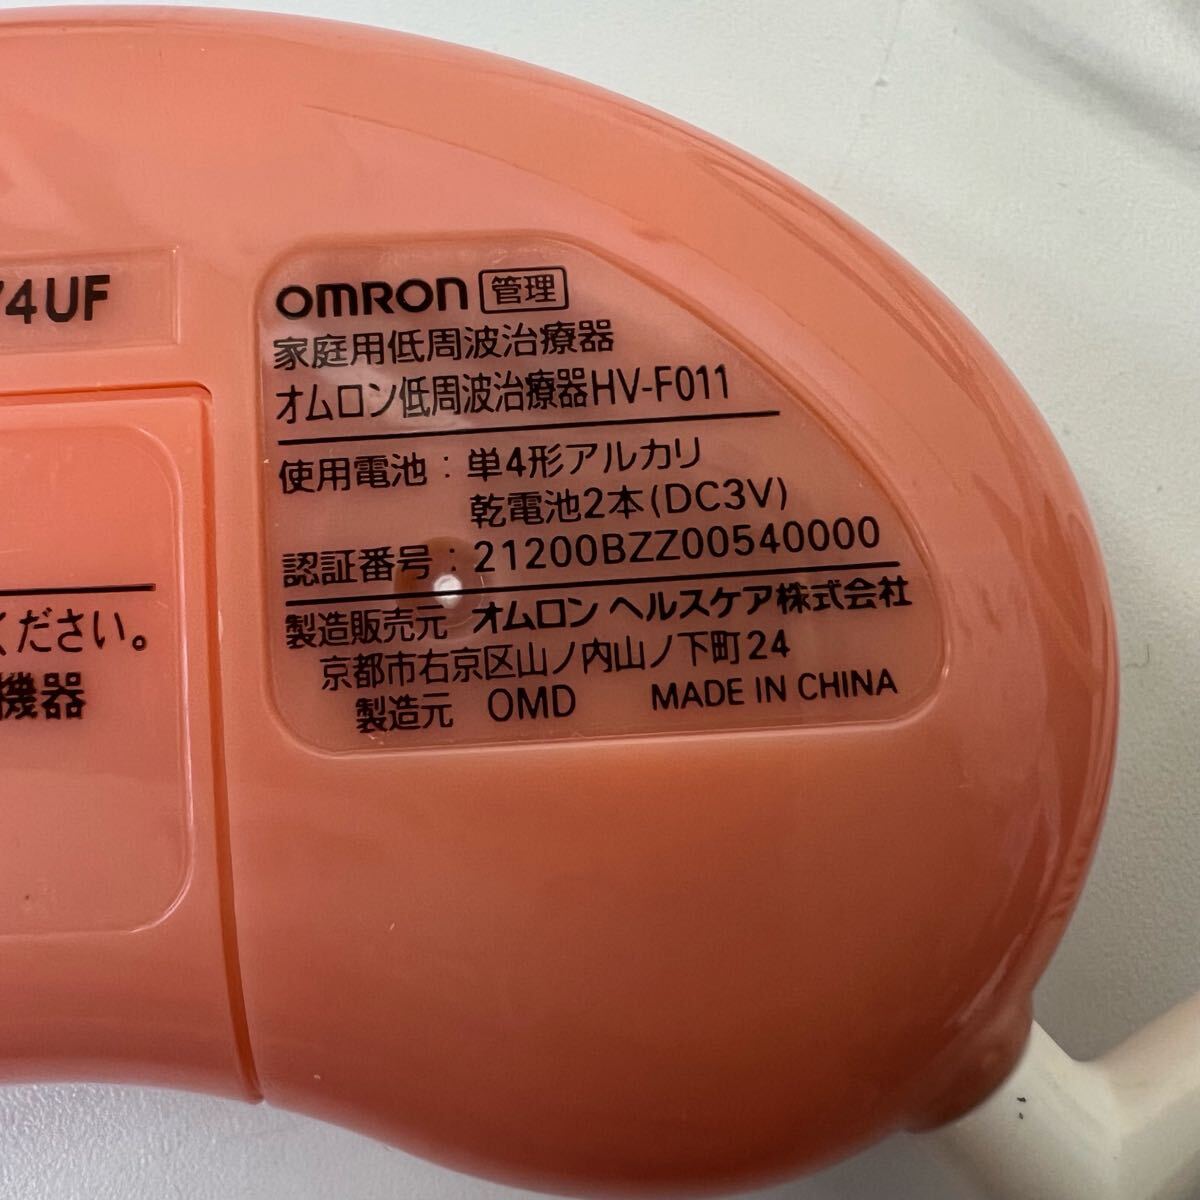 74UF
omron 管理
家庭用低周波治療器
オムロン低周波治療器HV-F011
使用電池：単4形アルカリ
乾電池2本(DC3V)
認証番号：21200BZZ00540000
製造販売元 オムロン ヘルスケア株式会社
京都市右京区山ノ内山ノ下町24
製造元 OMD MADE IN CHINA
ください。
機器